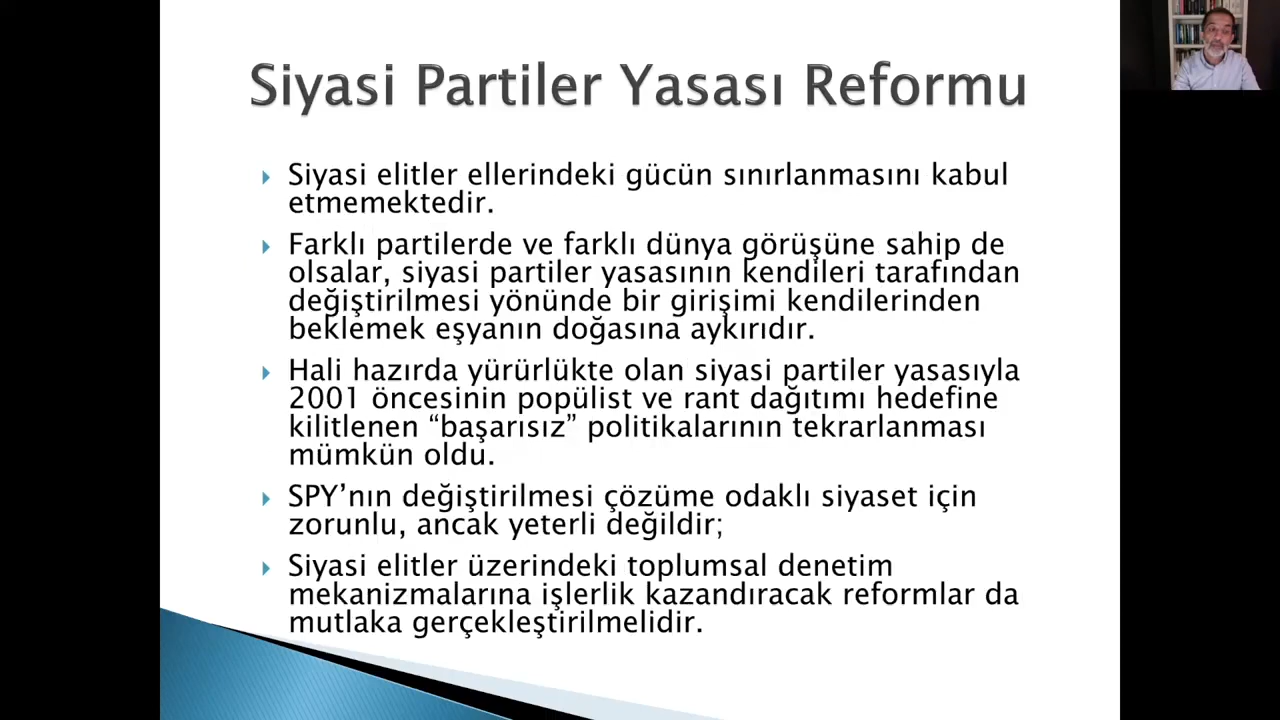 Siyasi Partiler Yasası Reformu
Siyasi elitler ellerindeki gücün sınırlanmasını kabul
etmemektedir.
Farklı partilerde ve farklı dünya görüşüne sahip de
olsalar, siyasi partiler yasasının kendileri tarafından
değiştirilmesi yönünde bir girişimi kendilerinden
beklemek eşyanın doğasına aykırıdır.
Hali hazırda yürürlükte olan siyasi partiler yasasıyla
2001 öncesinin popülist ve rant dağıtımı hedefine
kilitlenen “başarısız” politikalarının tekrarlanması
mümkün oldu.
SPY’nın değiştirilmesi çözüme odaklı siyaset için
zorunlu, ancak yeterli değildir;
Siyasi elitler üzerindeki toplumsal denetim
mekanizmalarına işlerlik kazandıracak reformlar da
mutlaka gerçekleştirilmelidir.